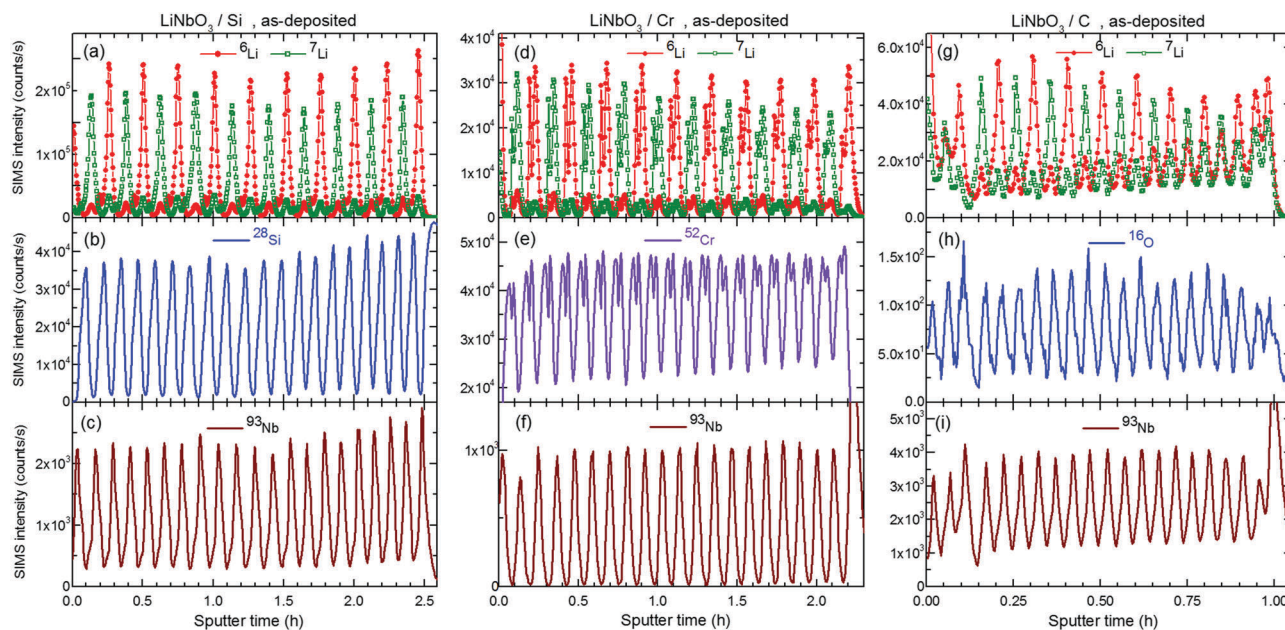 LiNbO3 / Si , as-deposited
(a)
6Li
7Li
SIMS intensity (counts/s)
2x10^5
1x10^5
0
(b)
28Si
SIMS intensity (counts/s)
4x10^4
2x10^4
0
(c)
93Nb
SIMS intensity (counts/s)
2x10^3
1x10^3
0
0.0 0.5 1.0 1.5 2.0 2.5
Sputter time (h)
LiNbO3 / Cr , as-deposited
(d)
6Li
7Li
4x10^4
3x10^4
2x10^4
1x10^4
0
(e)
52Cr
5x10^4
4x10^4
3x10^4
2x10^4
(f)
93Nb
1x10^3
0
0.0 0.5 1.0 1.5 2.0
Sputter time (h)
LiNbO3 / C , as-deposited
(g)
6Li
7Li
6.0x10^4
4.0x10^4
2.0x10^4
0.0
(h)
16O
1.5x10^2
1.0x10^2
5.0x10^1
0.0
(i)
93Nb
5x10^3
4x10^3
3x10^3
2x10^3
1x10^3
0
0.00 0.25 0.50 0.75 1.00
Sputter time (h)